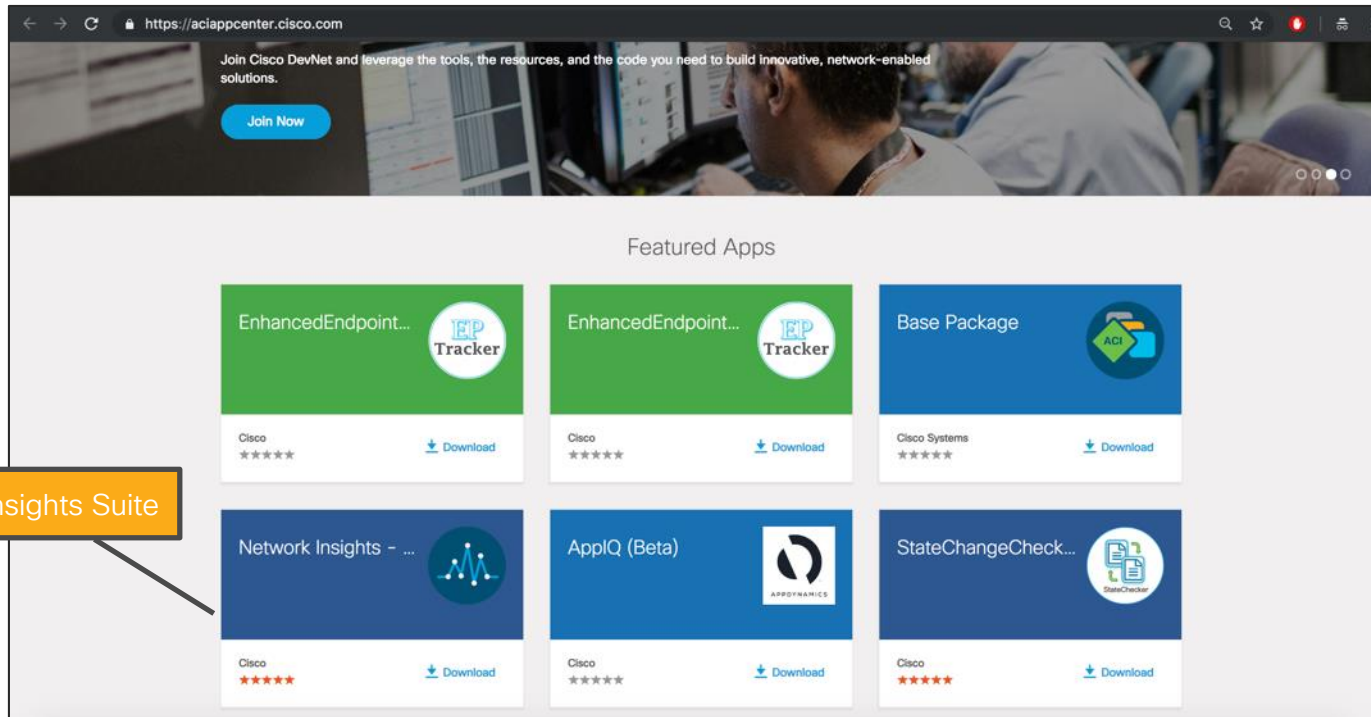 https://aciappcenter.cisco.com
Join Cisco DevNet and leverage the tools, the resources, and the code you need to build innovative, network-enabled
solutions.
Join Now
Featured Apps
EnhancedEndpoint...
EP
Tracker
Cisco
Download
EnhancedEndpoint...
EP
Tracker
Cisco
Download
Base Package
ACI
Cisco Systems
Download
nsights Suite
Network Insights - ...
Cisco
Download
AppIQ (Beta)
APPDYNAMICS
Cisco
Download
StateChangeCheck...
StateChecker
Cisco
Download